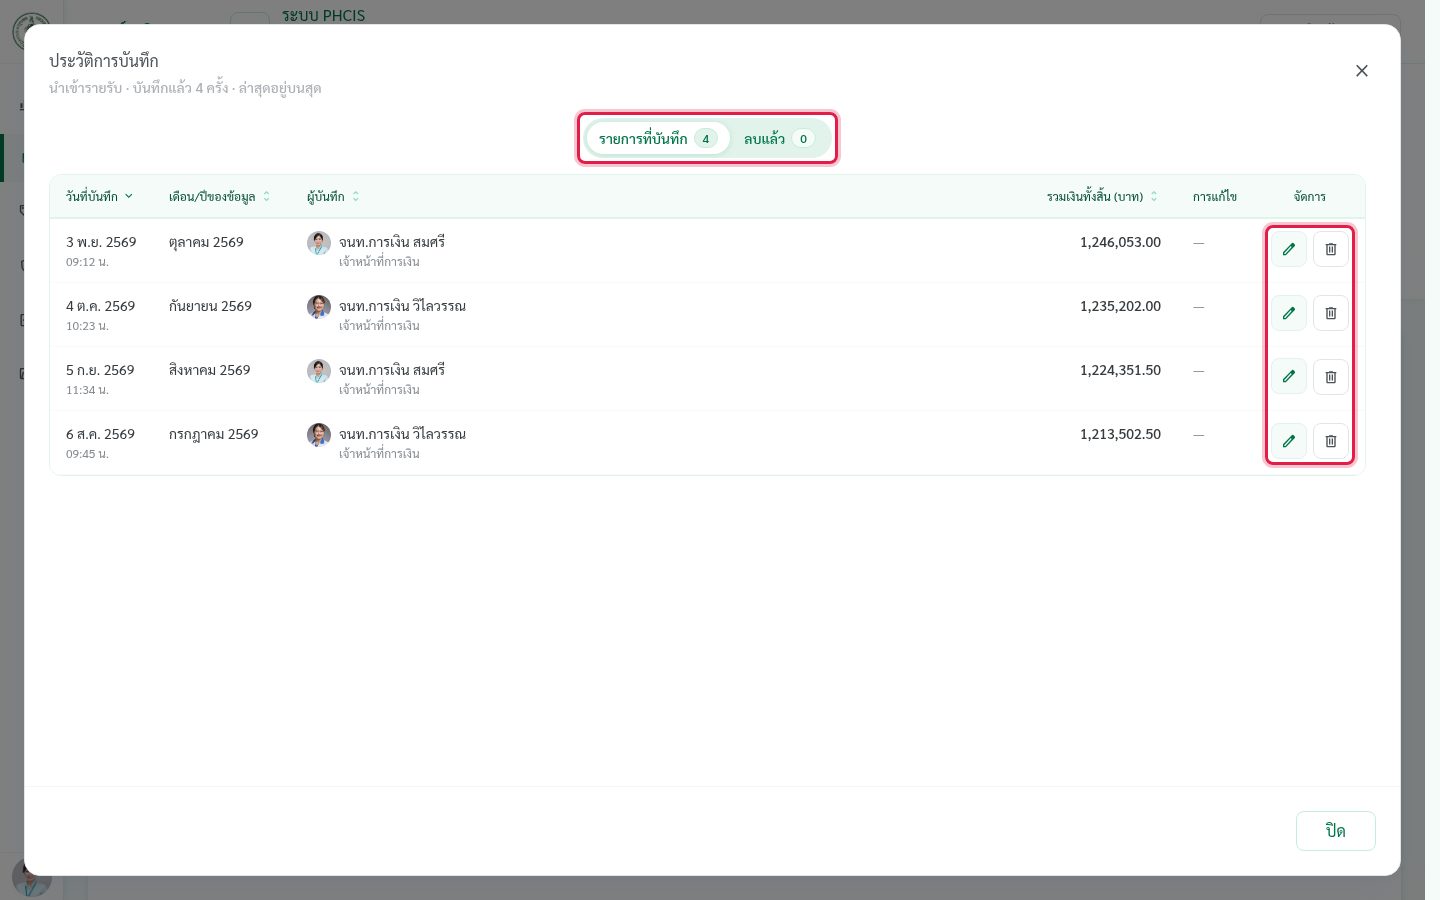 ระบบ PHCIS
ประวัติการบันทึก
นำเข้ารายรับ · บันทึกแล้ว 4 ครั้ง · ล่าสุดอยู่บนสุด
รายการที่บันทึก 4 ลบแล้ว 0
วันที่บันทึก เดือน/ปีของข้อมูล ผู้บันทึก รวมเงินทั้งสิ้น (บาท) การแก้ไข จัดการ
3 พ.ย. 2569 ตุลาคม 2569 จนท.การเงิน สมศรี 1,246,053.00 —
09:12 น. เจ้าหน้าที่การเงิน
4 ต.ค. 2569 กันยายน 2569 จนท.การเงิน วิไลวรรณ 1,235,202.00 —
10:23 น. เจ้าหน้าที่การเงิน
5 ก.ย. 2569 สิงหาคม 2569 จนท.การเงิน สมศรี 1,224,351.50 —
11:34 น. เจ้าหน้าที่การเงิน
6 ส.ค. 2569 กรกฎาคม 2569 จนท.การเงิน วิไลวรรณ 1,213,502.50 —
09:45 น. เจ้าหน้าที่การเงิน
ปิด